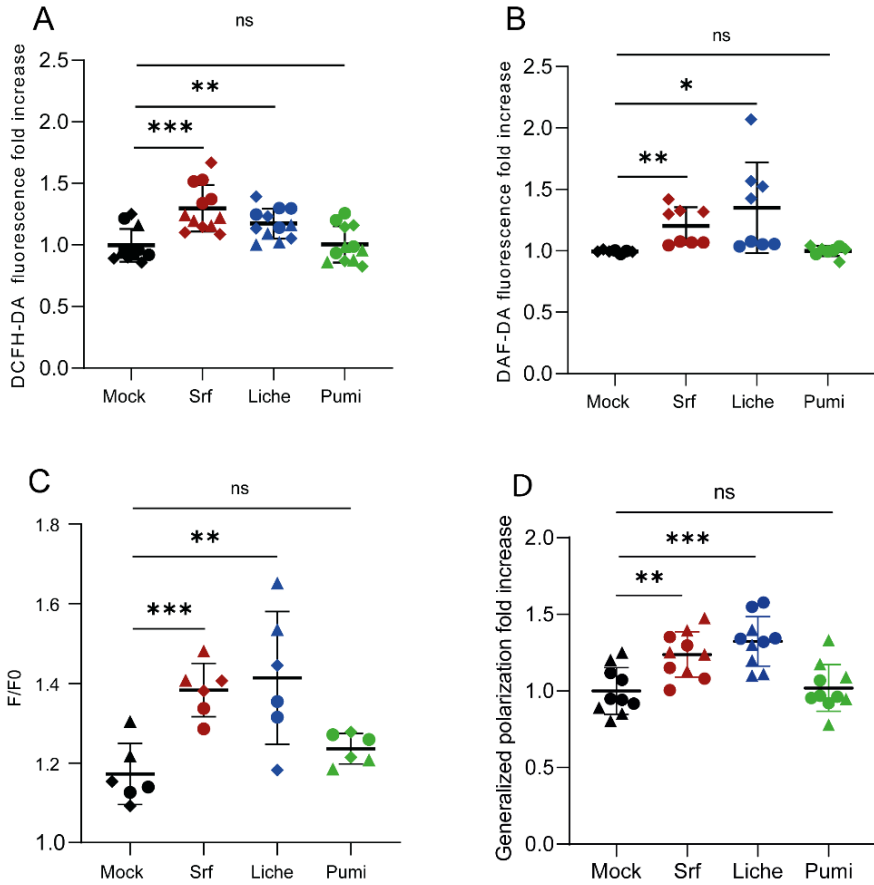 A
ns
**
***
DCFH-DA fluorescence fold increase
2.5
2.0
1.5
1.0
0.5
0.0
Mock Srf Liche Pumi
B
ns
*
**
DAF-DA fluorescence fold increase
2.5
2.0
1.5
1.0
0.5
0.0
Mock Srf Liche Pumi
C
ns
**
***
F/F0
1.8
1.6
1.4
1.2
1.0
Mock Srf Liche Pumi
D
ns
***
**
Generalized polarization fold increase
2.0
1.5
1.0
0.5
0.0
Mock Srf Liche Pumi